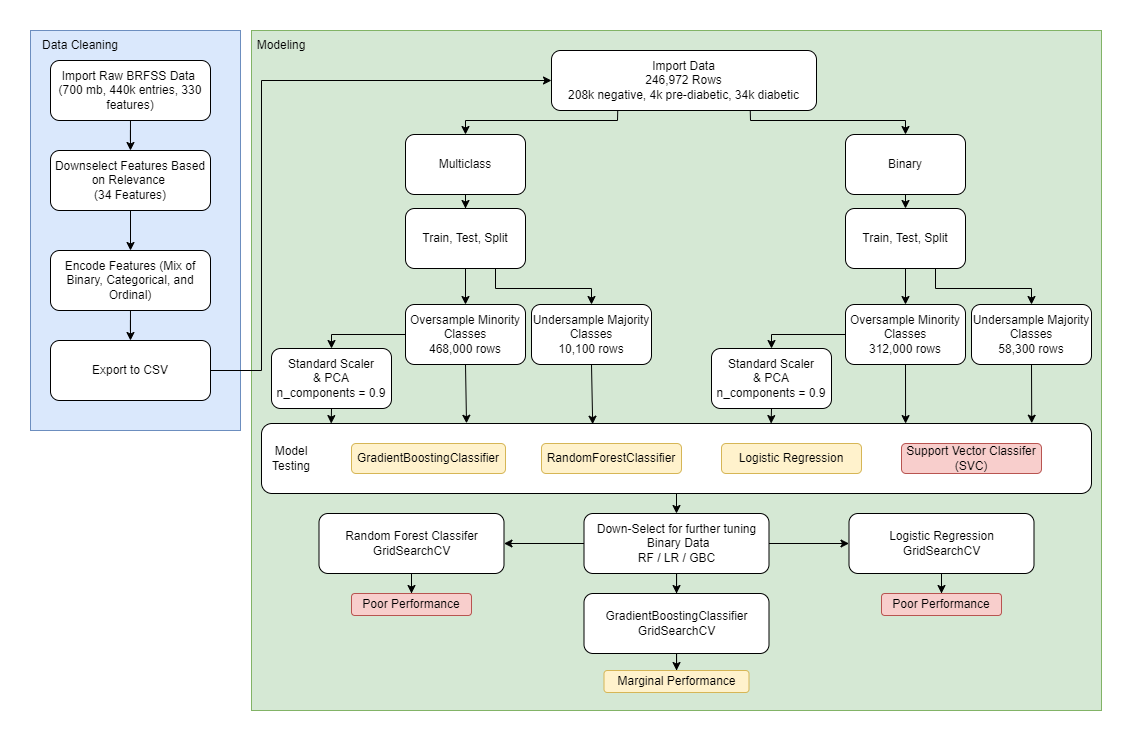 Data Cleaning
Import Raw BRFSS Data
(700 mb, 440k entries, 330
features)
Downselect Features Based
on Relevance
(34 Features)
Encode Features (Mix of
Binary, Categorical, and
Ordinal)
Export to CSV
Modeling
Import Data
246,972 Rows
208k negative, 4k pre-diabetic, 34k diabetic
Multiclass
Binary
Train, Test, Split
Train, Test, Split
Oversample Minority
Classes
468,000 rows
Undersample Majority
Classes
10,100 rows
Oversample Minority
Classes
312,000 rows
Undersample Majority
Classes
58,300 rows
Standard Scaler
& PCA
n_components = 0.9
Standard Scaler
& PCA
n_components = 0.9
Model
Testing
GradientBoostingClassifier
RandomForestClassifier
Logistic Regression
Support Vector Classifer
(SVC)
Random Forest Classifer
GridSearchCV
Down-Select for further tuning
Binary Data
RF / LR / GBC
Logistic Regression
GridSearchCV
Poor Performance
GradientBoostingClassifier
GridSearchCV
Poor Performance
Marginal Performance